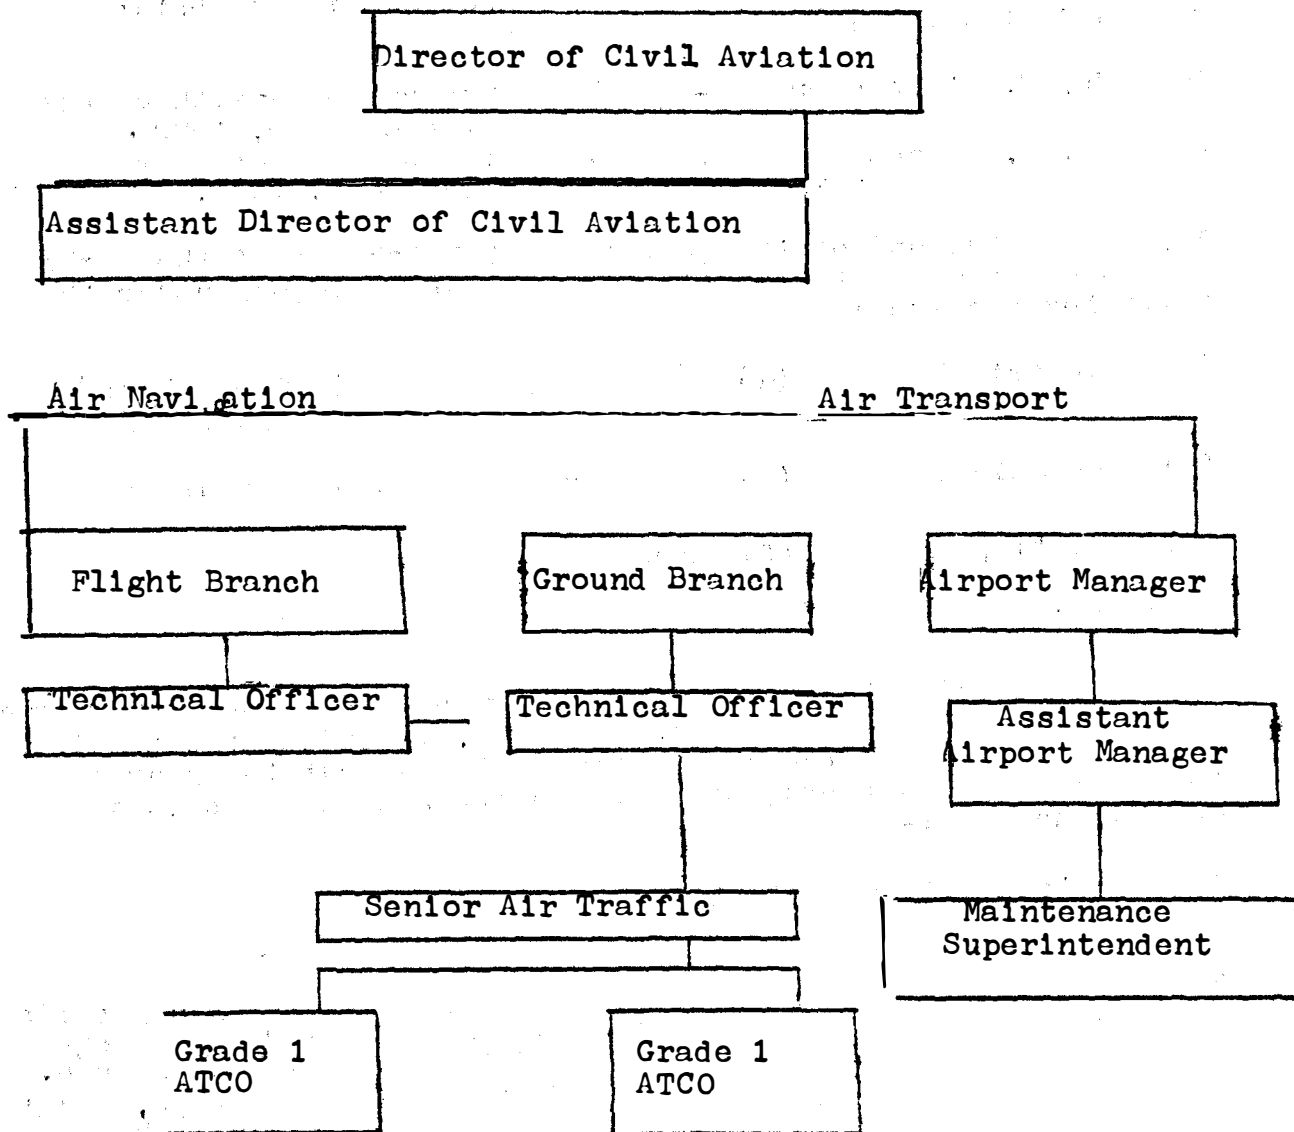 Director of Civil Aviation
Assistant Director of Civil Aviation
Air Navigation
Air Transport
Flight Branch
Ground Branch
Airport Manager
Technical Officer
Technical Officer
Assistant
Airport Manager
Senior Air Traffic
Maintenance
Superintendent
Grade 1
ATCO
Grade 1
ATCO